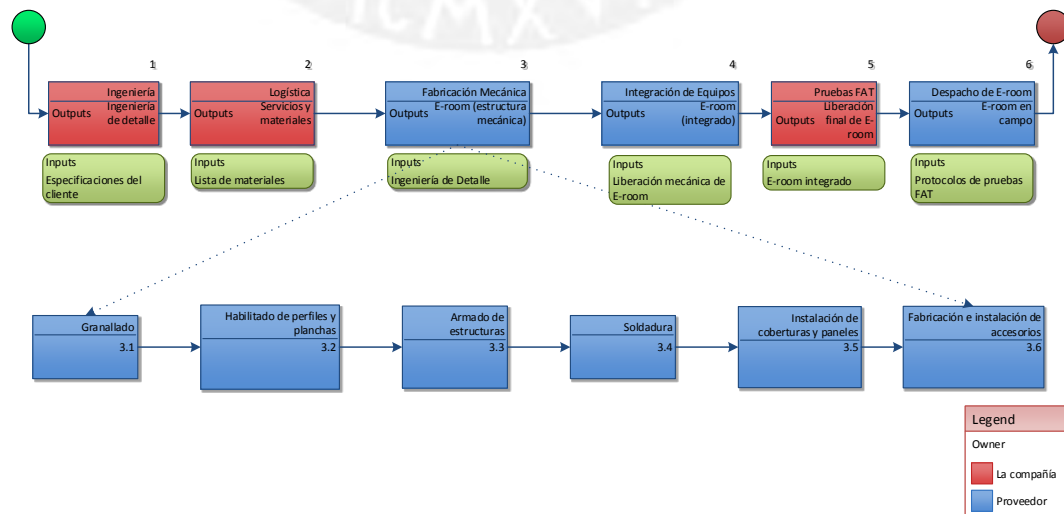 CMX
1
2
3
4
5
6
Ingeniería
Outputs
Ingeniería
de detalle
Logística
Outputs
Servicios y
materiales
Fabricación Mecánica
Outputs
E-room (estructura
mecánica)
Integración de Equipos
Outputs
E-room
(integrado)
Pruebas FAT
Outputs
Liberación
final de E-
room
Despacho de E-room
Outputs
E-room en
campo
Inputs
Especificaciones del
cliente
Inputs
Lista de materiales
Inputs
Ingeniería de Detalle
Inputs
Liberación mecánica de
E-room
Inputs
E-room integrado
Inputs
Protocolos de pruebas
FAT
Granallado
3.1
Habilitado de perfiles y
planchas
3.2
Armado de
estructuras
3.3
Soldadura
3.4
Instalación de
coberturas y paneles
3.5
Fabricación e instalación de
accesorios
3.6
Legend
Owner
La compañía
Proveedor